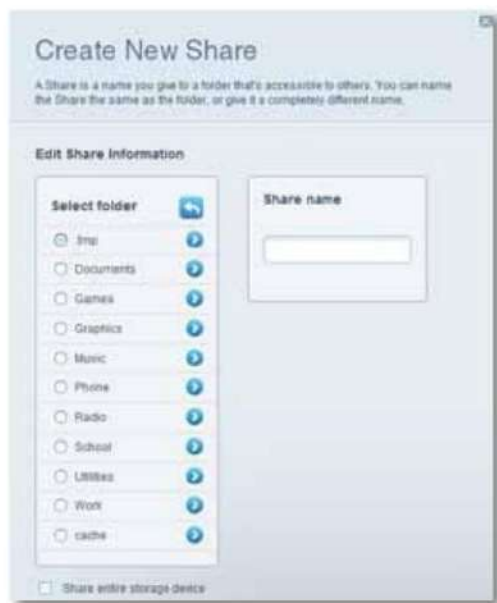 Create New Share
A Share is a name you give to a folder that's accessible to others. You can name
the Share the same as the folder, or give it a completely different name.
Edit Share Information
Select folder
Share name
.tmp
Documents
Games
Graphics
Music
Phone
Radio
School
Utilities
Work
cache
Share entire storage device